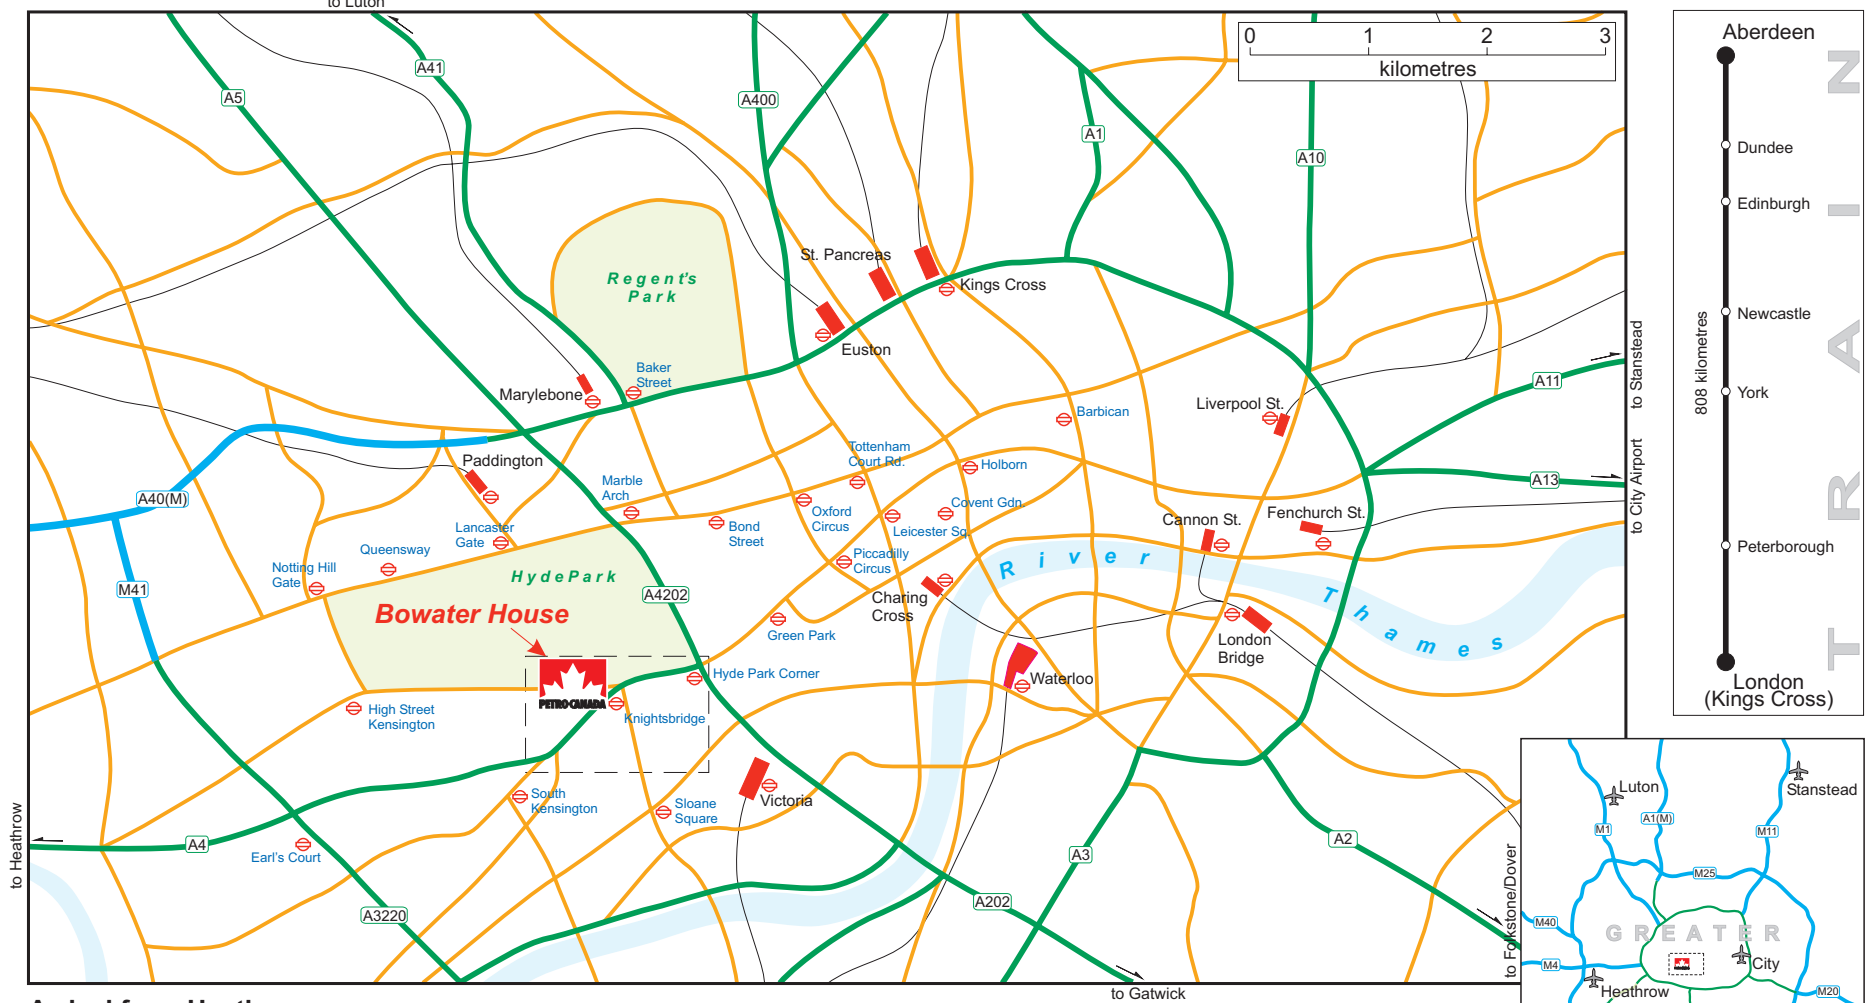 to Luton
A5
A41
A400
A1
A10
0 1 2 3
kilometres
Regent's
Park
St. Pancreas
Kings Cross
Euston
Baker
Street
Marylebone
Barbican
Liverpool St.
A11
to Stanstead
Paddington
Tottenham
Court Rd.
Holborn
A13
to City Airport
A40(M)
Marble
Arch
Oxford
Circus
Covent Gdn.
Leicester Sq.
Cannon St.
Fenchurch St.
Lancaster
Gate
Bond
Street
Queensway
Notting Hill
Gate
Piccadilly
Circus
River
Thames
M41
Hyde Park
A4202
Charing
Cross
Bowater House
Green Park
London
Bridge
PETRO-CANADA
Hyde Park Corner
Waterloo
High Street
Kensington
Knightsbridge
South
Kensington
Sloane
Square
Victoria
to Heathrow
A4
Earl's Court
A3220
A202
A3
A2
to Folkstone/Dover
to Gatwick
Aberdeen
Dundee
Edinburgh
Newcastle
York
Peterborough
London
(Kings Cross)
808 kilometres
TRAIN
Luton
Stanstead
M1
A1(M)
M11
M25
M40
GREATER
M4
City
Heathrow
M20